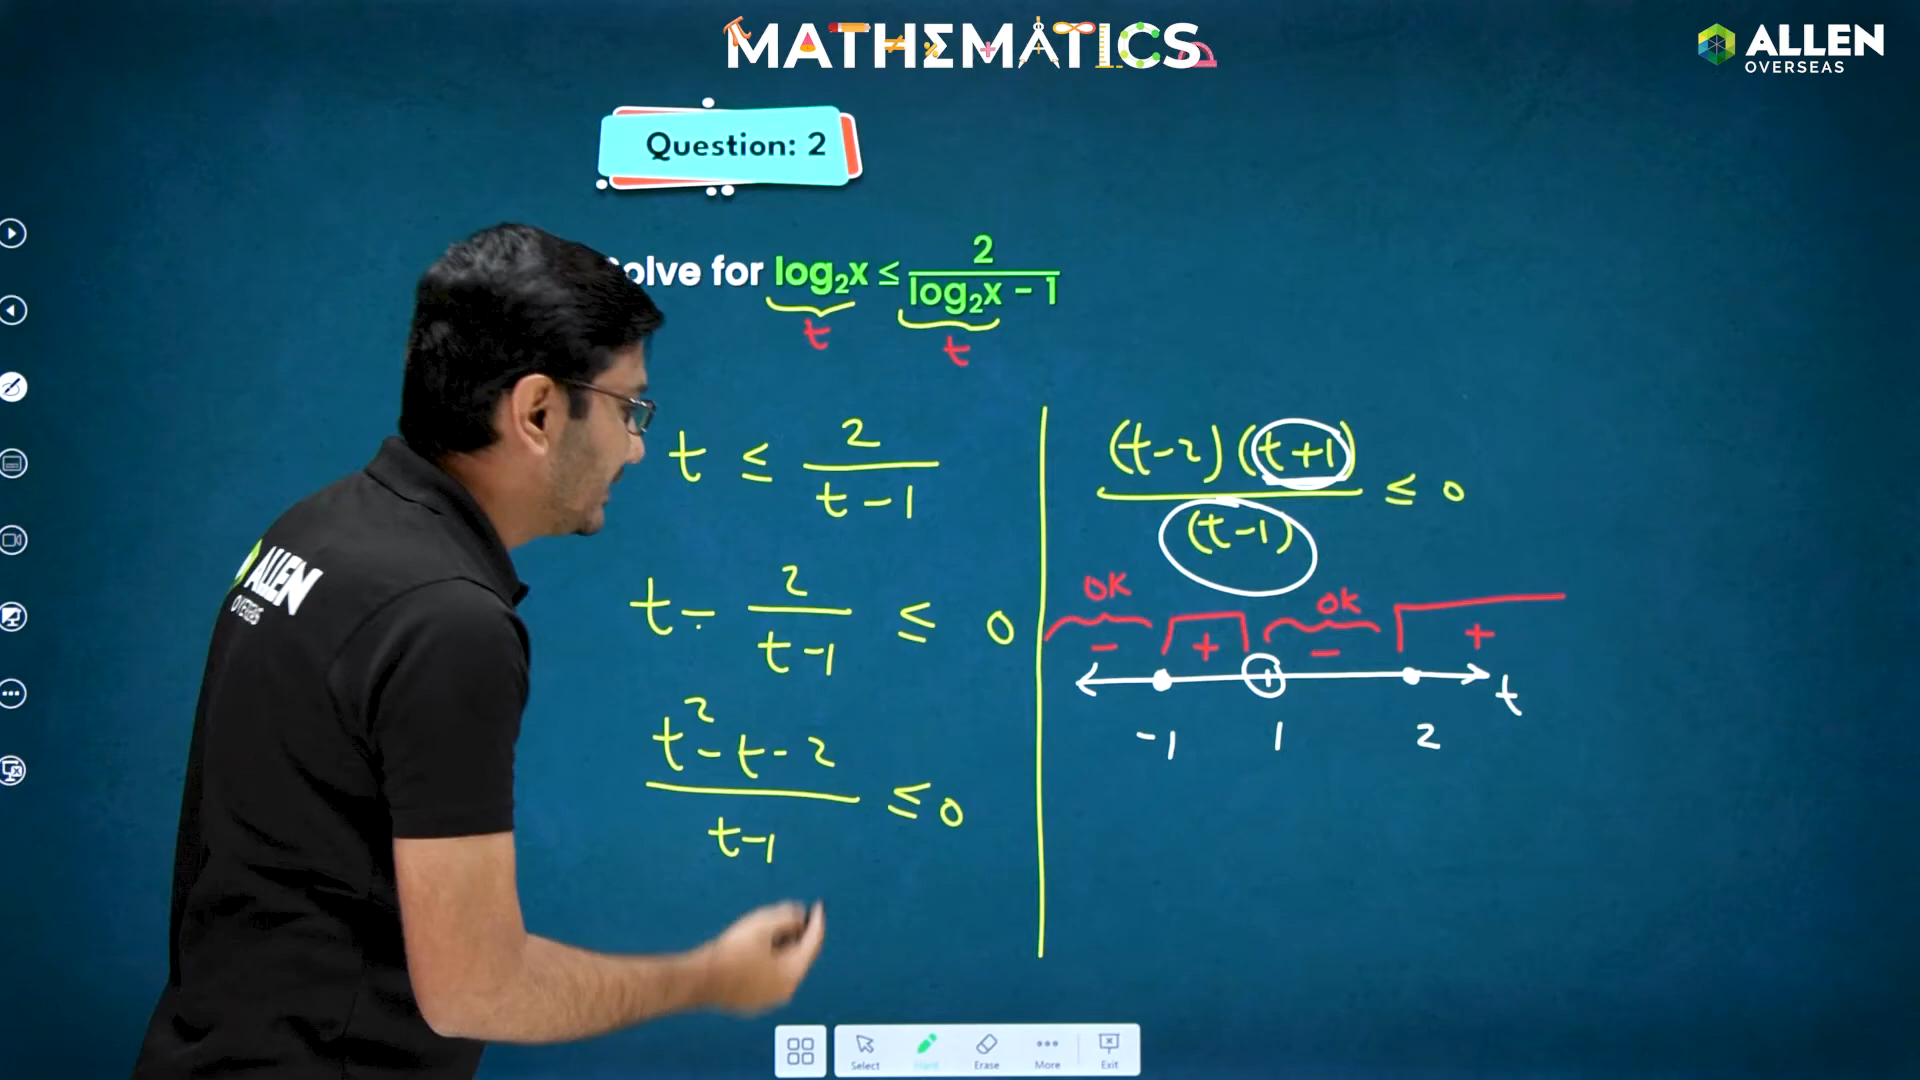 MATHEMATICS
ALLEN
OVERSEAS
Question: 2
olve for log₂x ≤ 2/(log₂x - 1)
t
t
t ≤ 2/(t-1)
t - 2/(t-1) ≤ 0
(t² - t - 2)/(t-1) ≤ 0
(t-2)(t+1)/(t-1) ≤ 0
OK OK
- + - +
t
-1 1 2
ALLEN
Select
Erase
More
Exit